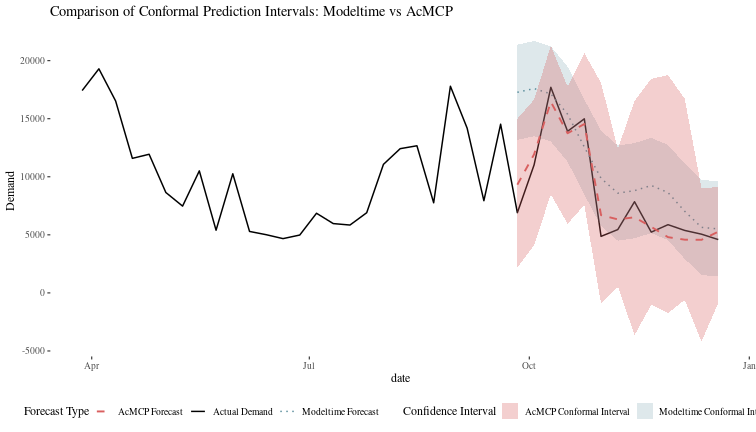 Comparison of Conformal Prediction Intervals: Modeltime vs AcMCP
20000
15000
10000
5000
0
-5000
Demand
Apr
Jul
Oct
Jan
date
Forecast Type
AcMCP Forecast
Actual Demand
Modeltime Forecast
Confidence Interval
AcMCP Conformal Interval
Modeltime Conformal Int